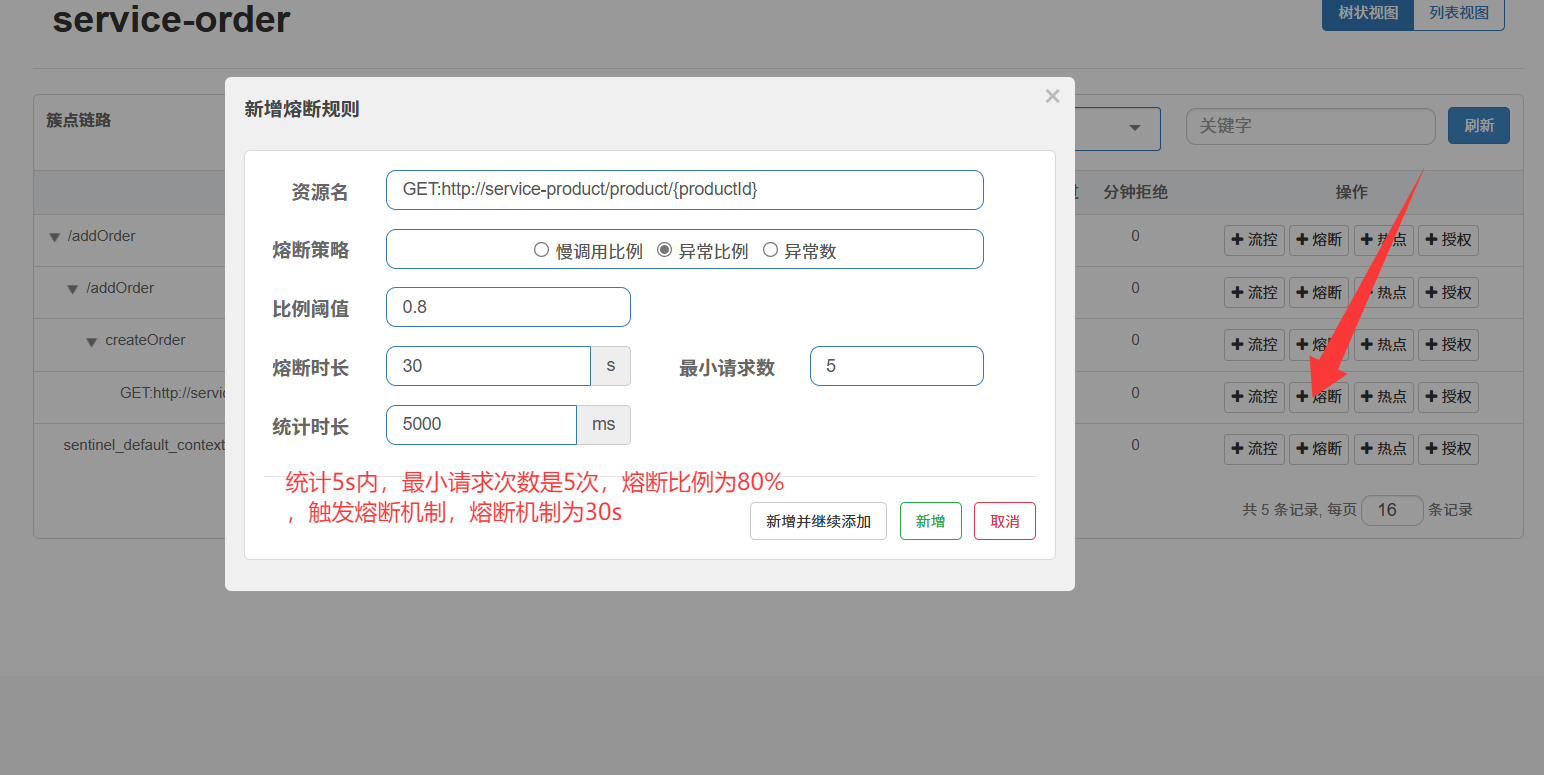 service-order
树状视图
列表视图
新增熔断规则
×
簇点链路
关键字
刷新
资源名
GET:http://service-product/product/{productId}
分钟拒绝
操作
熔断策略
慢调用比例
异常比例
异常数
/addOrder
0
流控
熔断
热点
授权
比例阈值
0.8
/addOrder
0
流控
熔断
热点
授权
createOrder
0
流控
熔断
热点
授权
熔断时长
30
s
最小请求数
5
GET:http://servic
0
流控
熔断
热点
授权
统计时长
5000
ms
sentinel_default_context
0
流控
熔断
热点
授权
统计5s内，最小请求次数是5次，熔断比例为80%
，触发熔断机制，熔断机制为30s
新增并继续添加
新增
取消
共 5 条记录, 每页
16
条记录